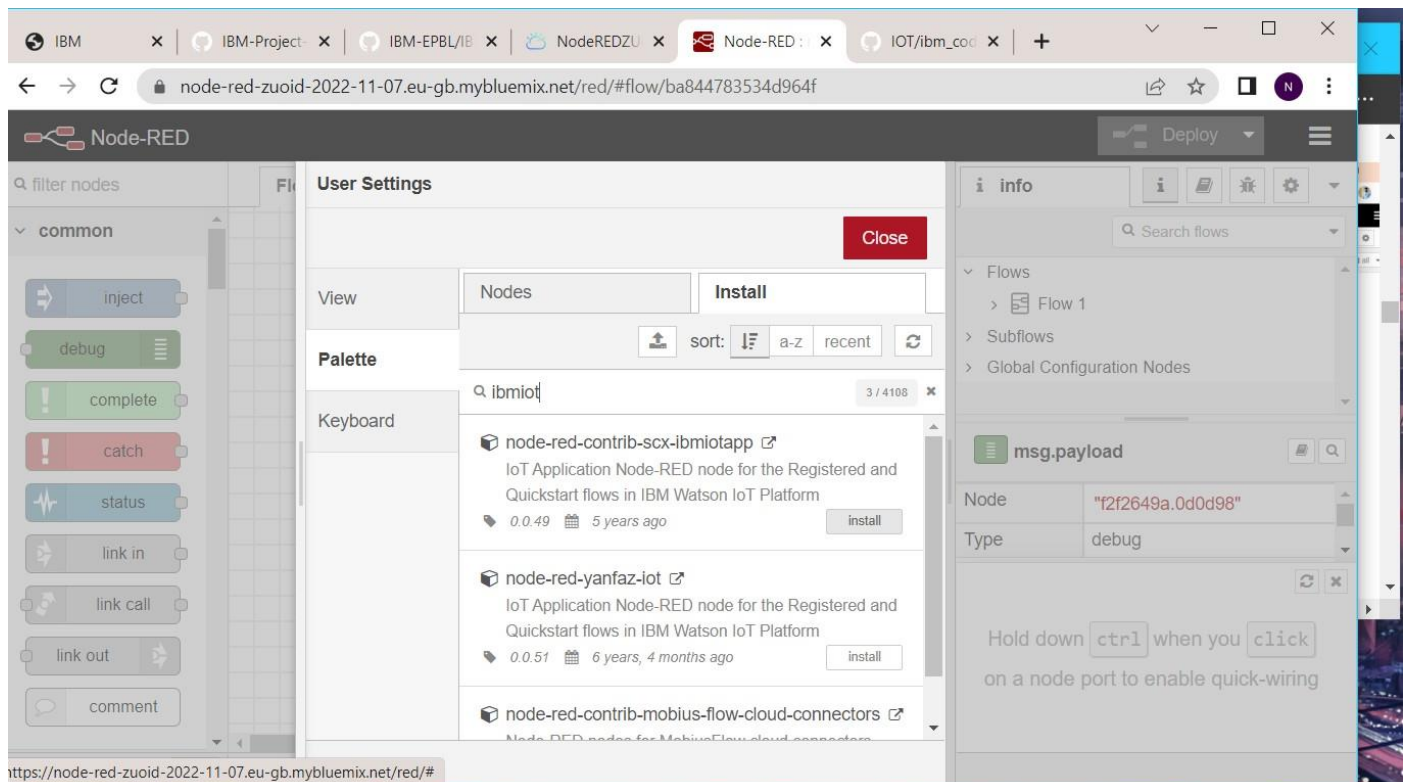 IBM
IBM-Project-
IBM-EPBL/IB
NodeREDZU
Node-RED :
IOT/ibm_cod
node-red-zuoid-2022-11-07.eu-gb.mybluemix.net/red/#flow/ba844783534d964f
N
Node-RED
Deploy
filter nodes
common
inject
debug
complete
catch
status
link in
link call
link out
comment
User Settings
Close
View
Palette
Keyboard
Nodes
Install
sort: a-z recent
ibmiot
3 / 4108
node-red-contrib-scx-ibmiotapp
IoT Application Node-RED node for the Registered and
Quickstart flows in IBM Watson IoT Platform
0.0.49 5 years ago install
node-red-yanfaz-iot
IoT Application Node-RED node for the Registered and
Quickstart flows in IBM Watson IoT Platform
0.0.51 6 years, 4 months ago install
node-red-contrib-mobius-flow-cloud-connectors
Node-RED nodes for MobiusFlow cloud connectors
info
Search flows
Flows
Flow 1
Subflows
Global Configuration Nodes
msg.payload
Node "f2f2649a.0d0d98"
Type debug
Hold down ctrl when you click
on a node port to enable quick-wiring
https://node-red-zuoid-2022-11-07.eu-gb.mybluemix.net/red/#